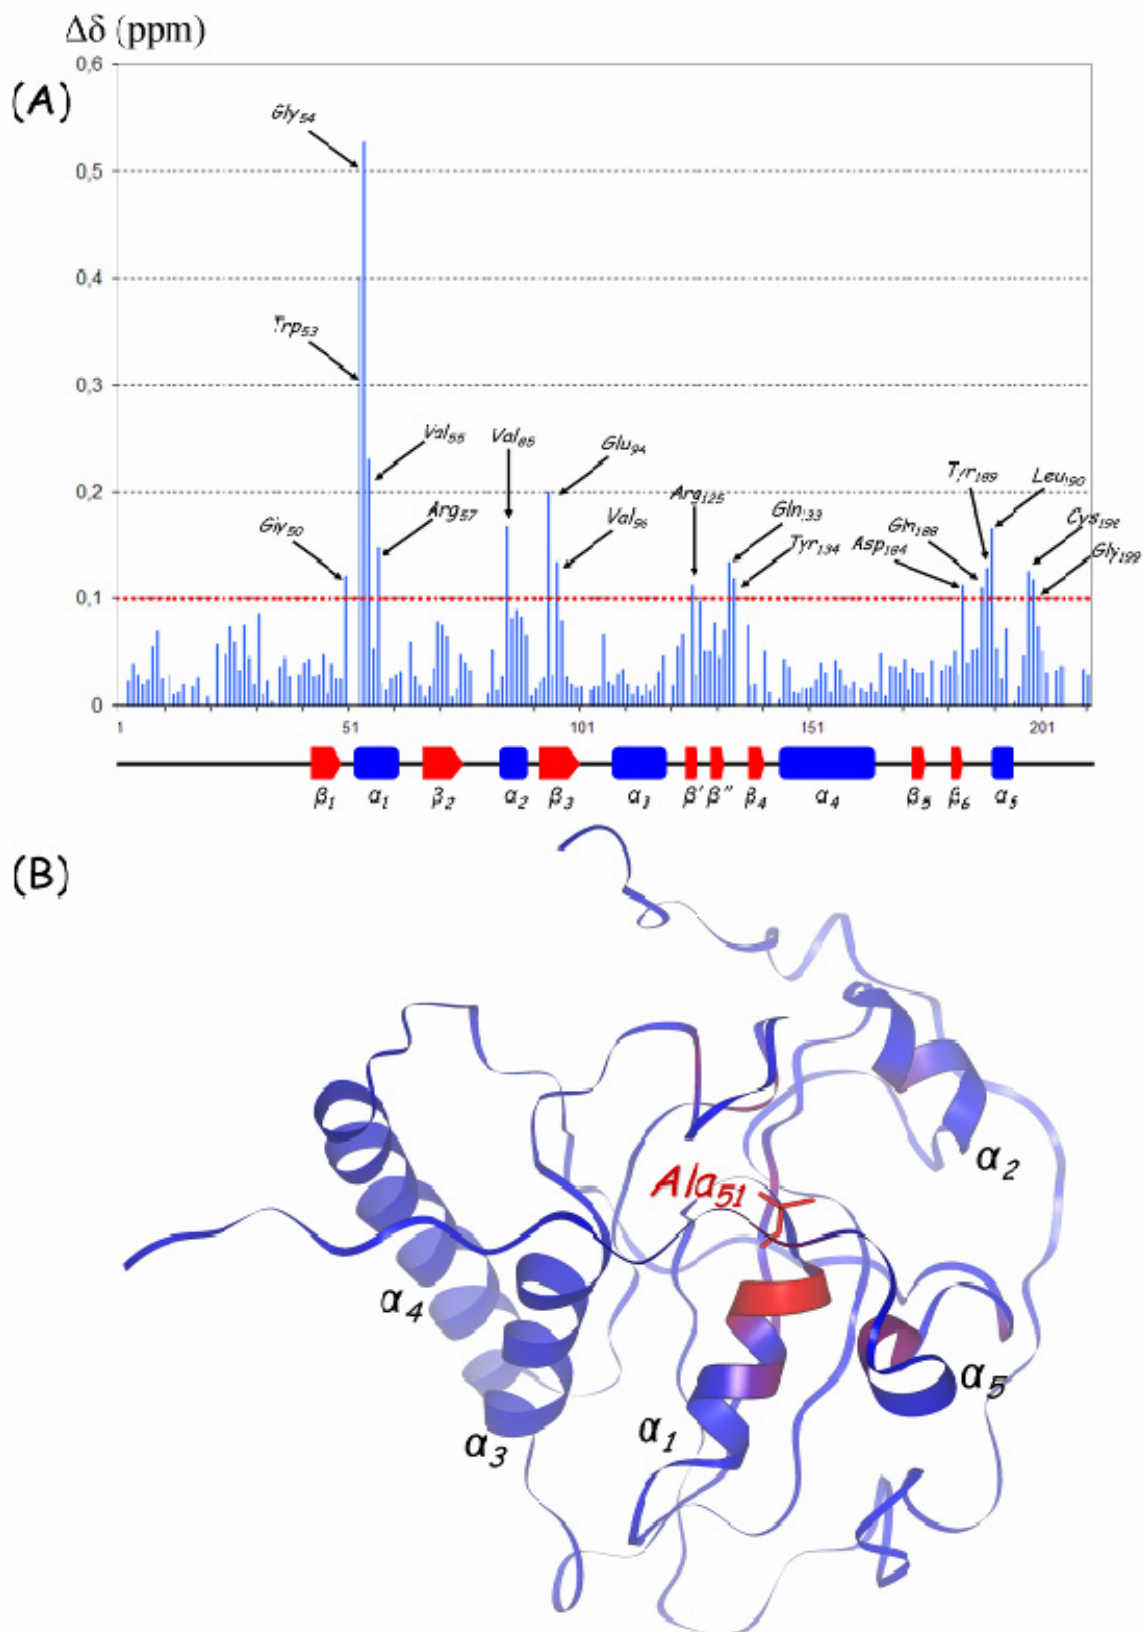 Δδ (ppm)
(A)
0,6
0,5
0,4
0,3
0,2
0,1
0
Gly54
Trp53
Val55
Val85
Glu94
Arg57
Gly50
Val96
Arg125
Gln133
Tyr134
Tyr189
Leu190
Gln188
Cys198
Asp184
Gly199
1 51 101 151 201
β1 α1 β2 α2 β3 α3 β' β'' β4 α4 β5 β6 α5
(B)
α2
Ala51
α4
α5
α1
α3